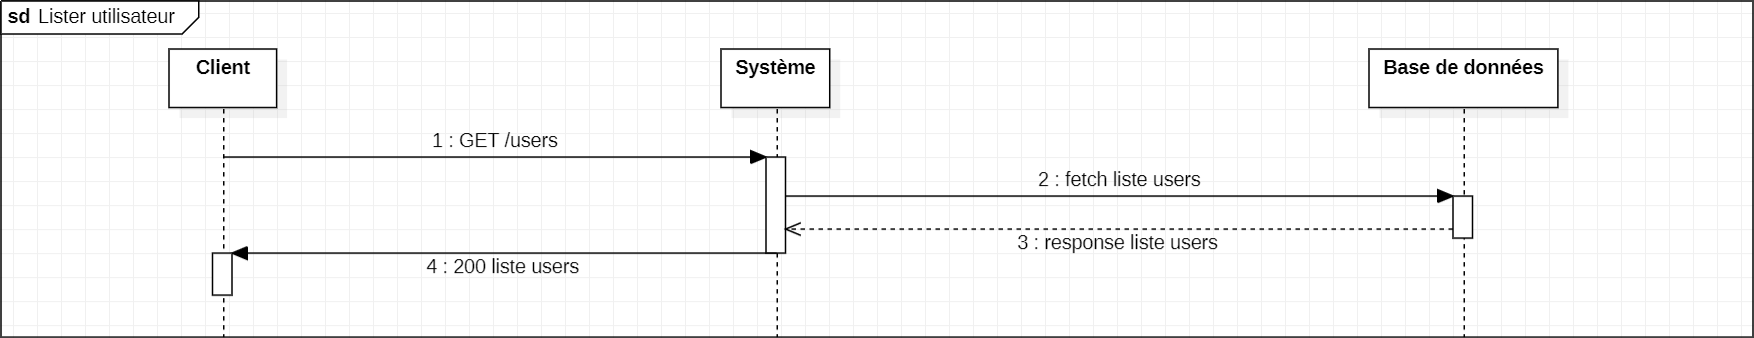 sd Lister utilisateur
Client
Système
Base de données
1 : GET /users
2 : fetch liste users
3 : response liste users
4 : 200 liste users